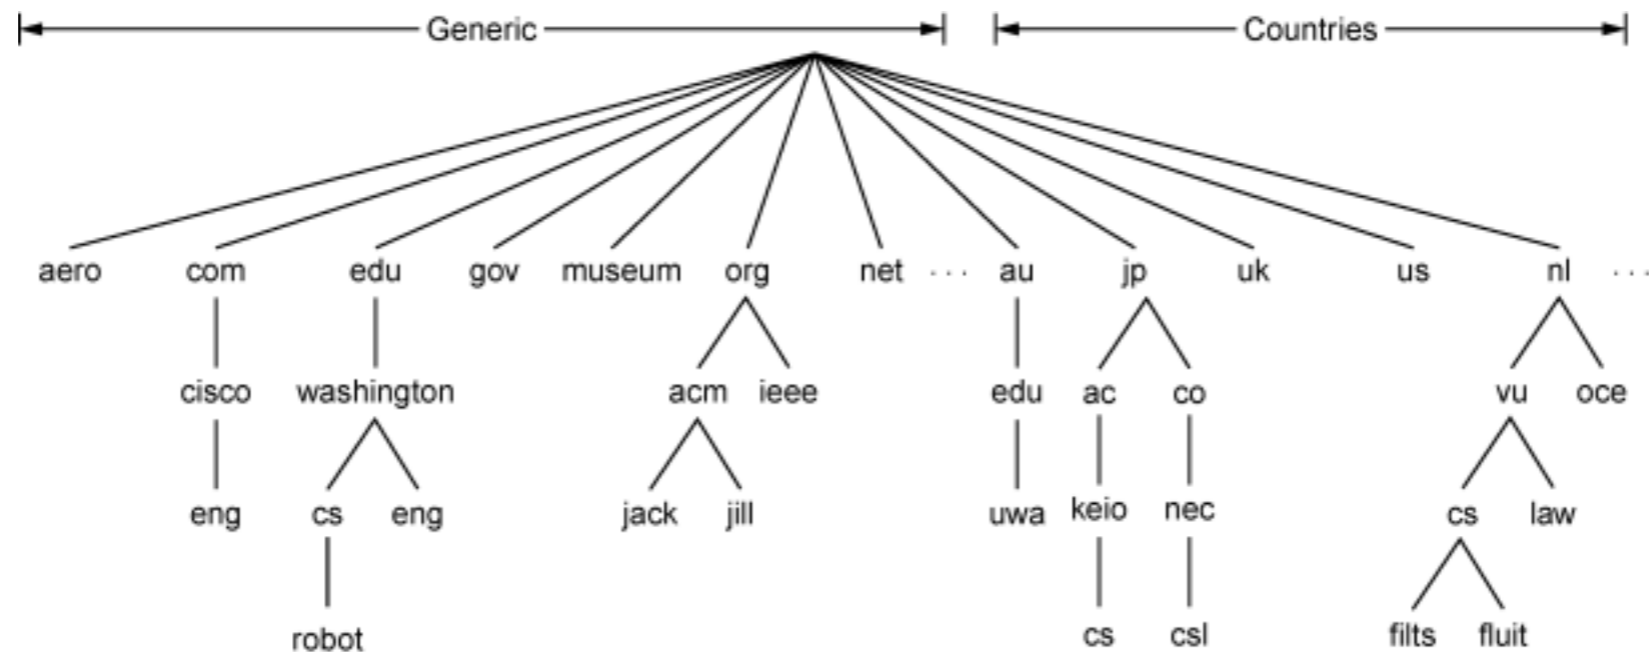 Generic Countries
aero com edu gov museum org net ... au jp uk us nl ...
cisco washington acm ieee edu ac co vu oce
eng cs eng jack jill uwa keio nec cs law
robot cs csl filts fluit